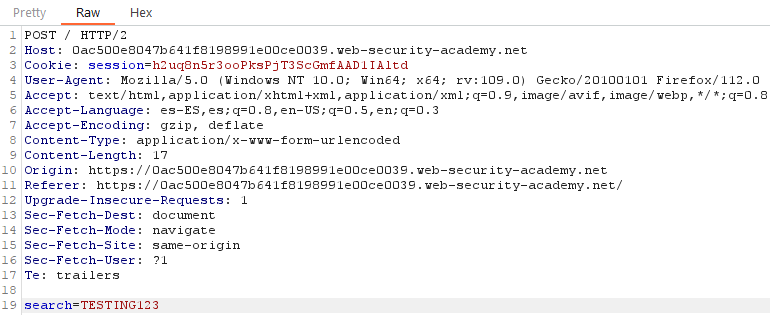 Pretty Raw Hex
1 POST / HTTP/2
2 Host: 0ac500e8047b641f8198991e00ce0039.web-security-academy.net
3 Cookie: session=h2uq8n5r3ooPksPjT3ScGmfAAD1IAltd
4 User-Agent: Mozilla/5.0 (Windows NT 10.0; Win64; x64; rv:109.0) Gecko/20100101 Firefox/112.0
5 Accept: text/html,application/xhtml+xml,application/xml;q=0.9,image/avif,image/webp,*/*;q=0.8
6 Accept-Language: es-ES,es;q=0.8,en-US;q=0.5,en;q=0.3
7 Accept-Encoding: gzip, deflate
8 Content-Type: application/x-www-form-urlencoded
9 Content-Length: 17
10 Origin: https://0ac500e8047b641f8198991e00ce0039.web-security-academy.net
11 Referer: https://0ac500e8047b641f8198991e00ce0039.web-security-academy.net/
12 Upgrade-Insecure-Requests: 1
13 Sec-Fetch-Dest: document
14 Sec-Fetch-Mode: navigate
15 Sec-Fetch-Site: same-origin
16 Sec-Fetch-User: ?1
17 Te: trailers
18
19 search=TESTING123